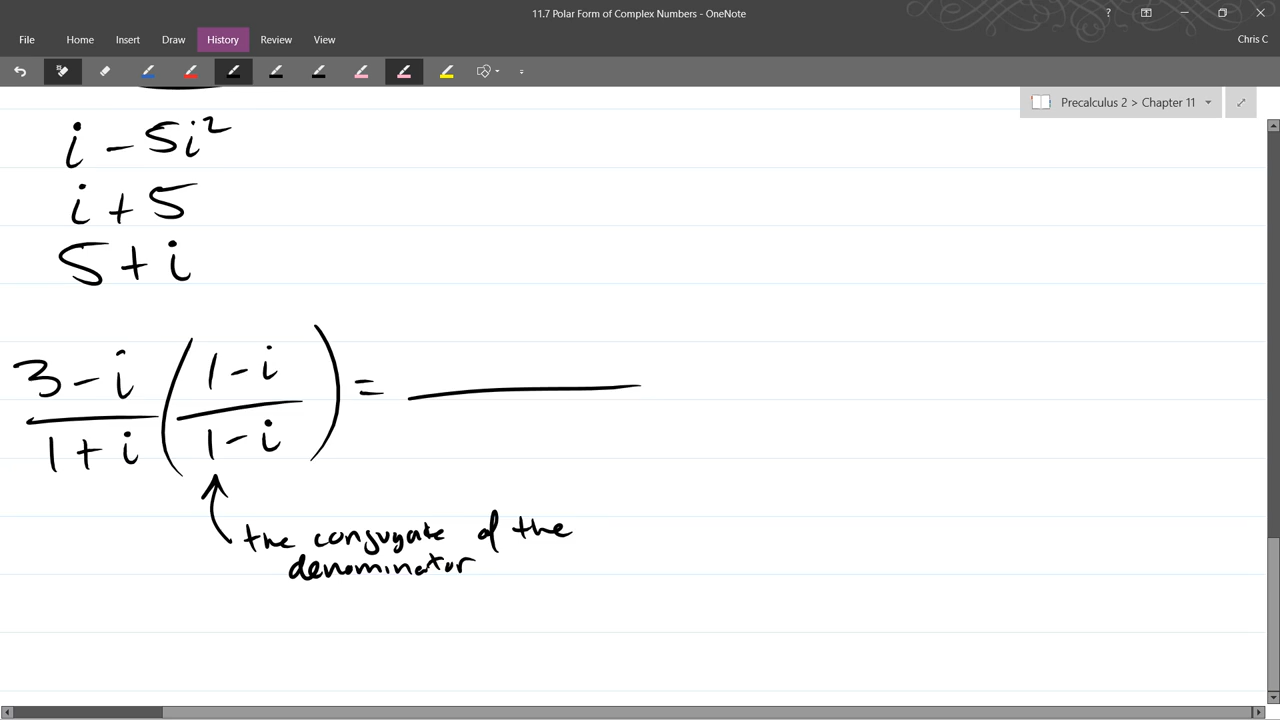 11.7 Polar Form of Complex Numbers - OneNote
File Home Insert Draw History Review View
Chris C
Precalculus 2 > Chapter 11
i - 5i²
i + 5
5 + i
3 - i ( 1 - i ) =
1 + i 1 - i
the conjugate of the
denominator